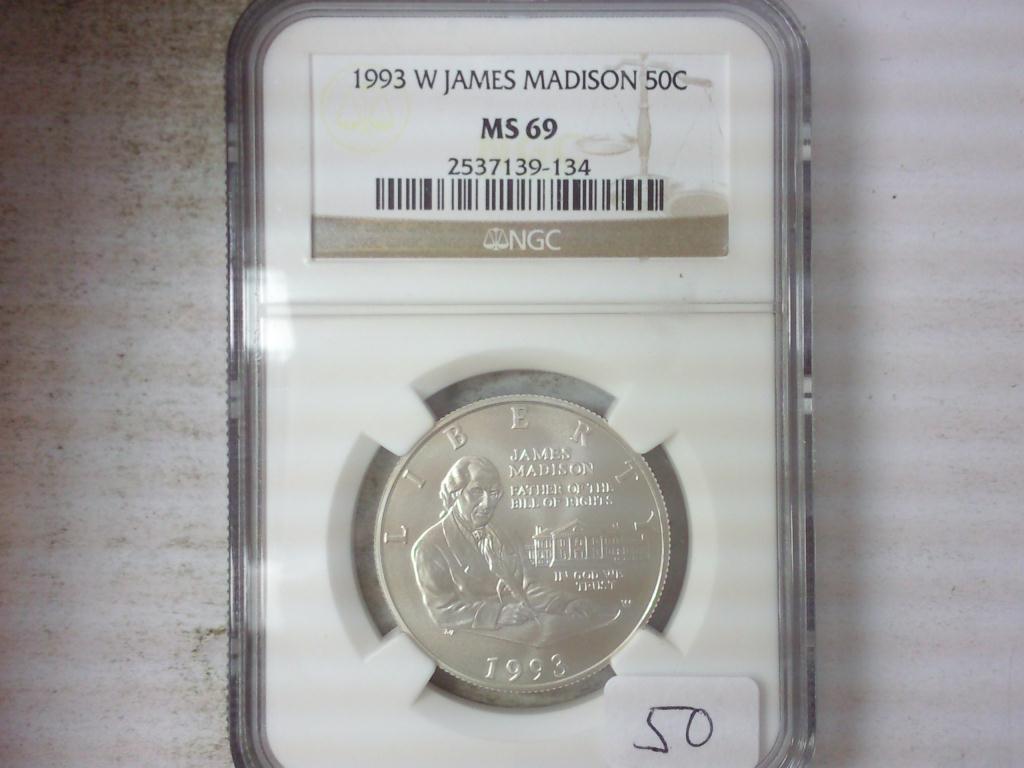 1993 W JAMES MADISON 50C
MS 69
2537139-134
NGC
LIBERTY
JAMES
MADISON
FATHER OF THE
BILL OF RIGHTS
IN GOD WE
TRUST
W
1993
50